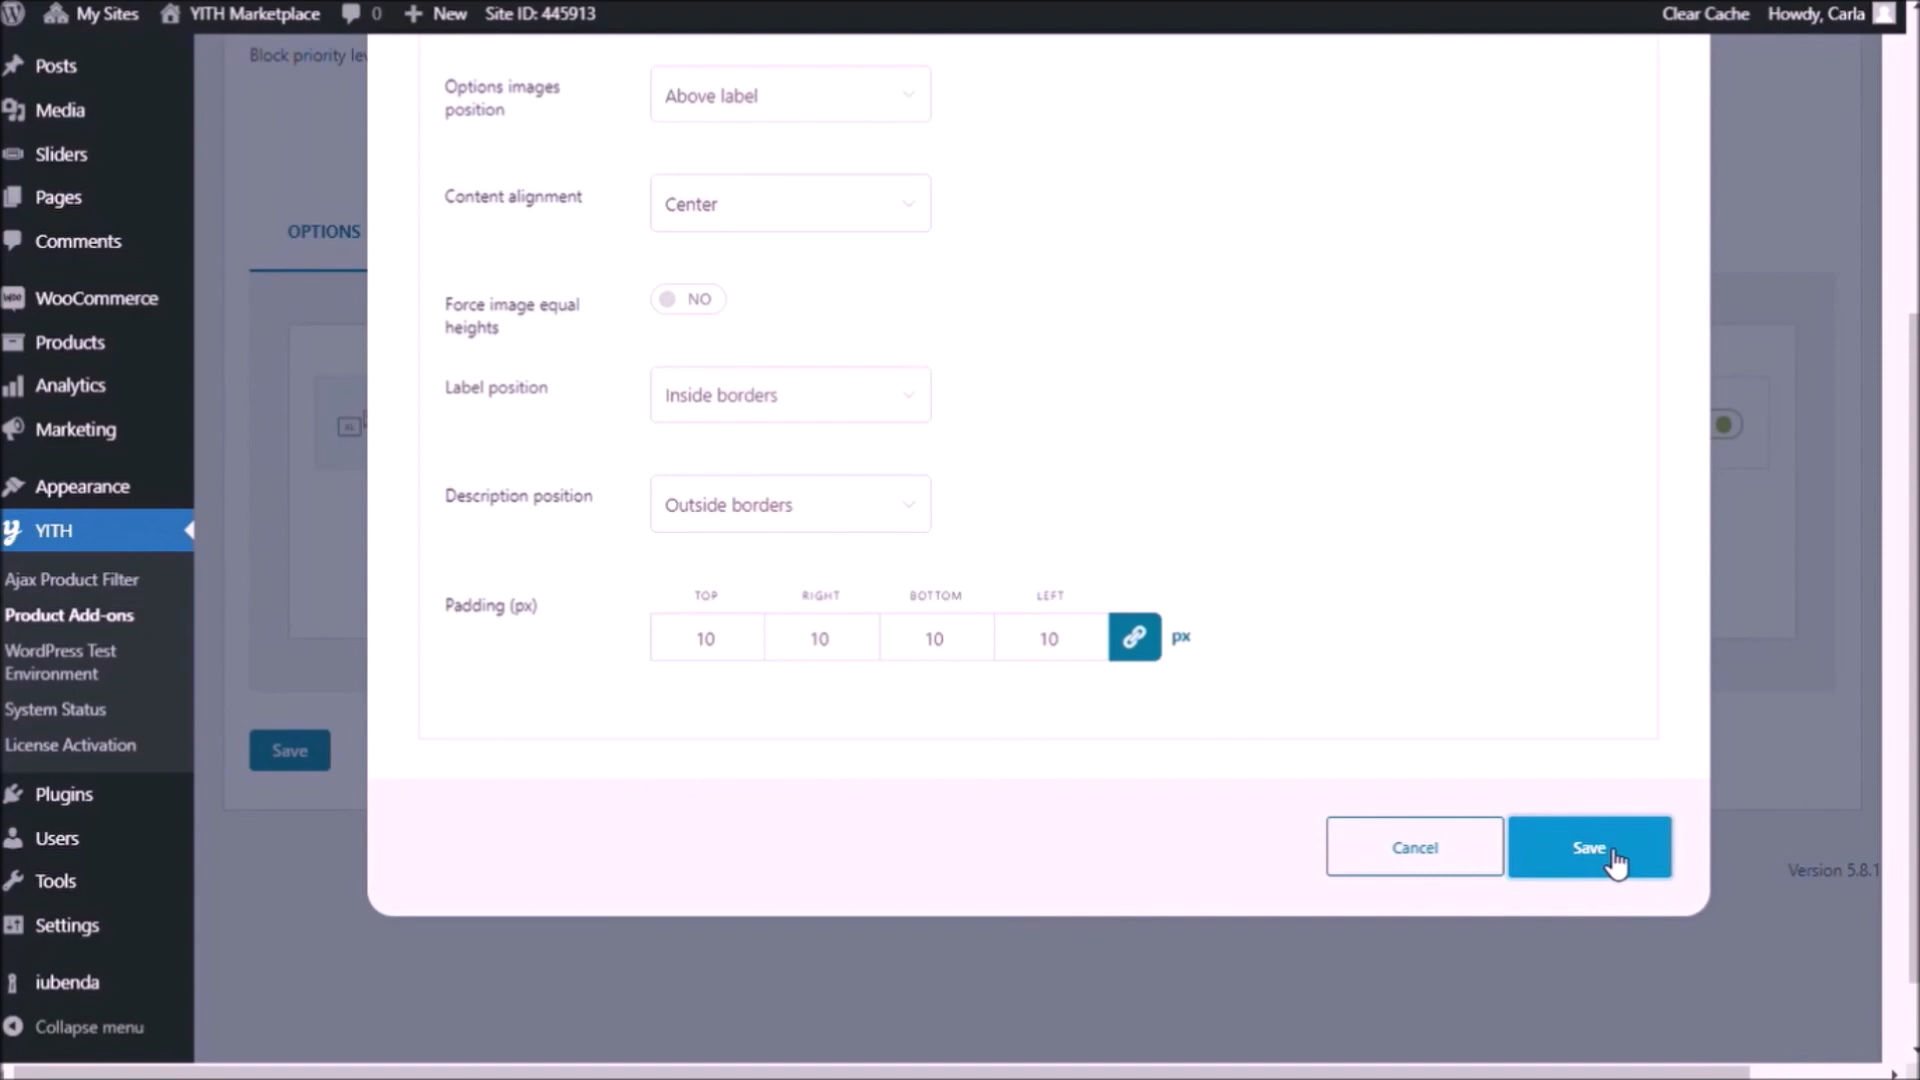 My Sites
YITH Marketplace
0
New
Site ID: 445913
Clear Cache
Howdy, Carla
Posts
Media
Sliders
Pages
Comments
WooCommerce
Products
Analytics
Marketing
Appearance
YITH
Ajax Product Filter
Product Add-ons
WordPress Test
Environment
System Status
License Activation
Plugins
Users
Tools
Settings
iubenda
Collapse menu
Block priority lev
OPTIONS
Save
Options images
position
Above label
Content alignment
Center
Force image equal
heights
NO
Label position
Inside borders
Description position
Outside borders
Padding (px)
TOP
RIGHT
BOTTOM
LEFT
10
10
10
10
px
Cancel
Save
Version 5.8.1